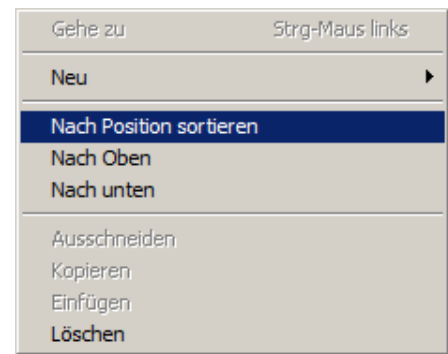 Gehe zu Strg-Maus links
Neu
Nach Position sortieren
Nach Oben
Nach unten
Ausschneiden
Kopieren
Einfügen
Löschen